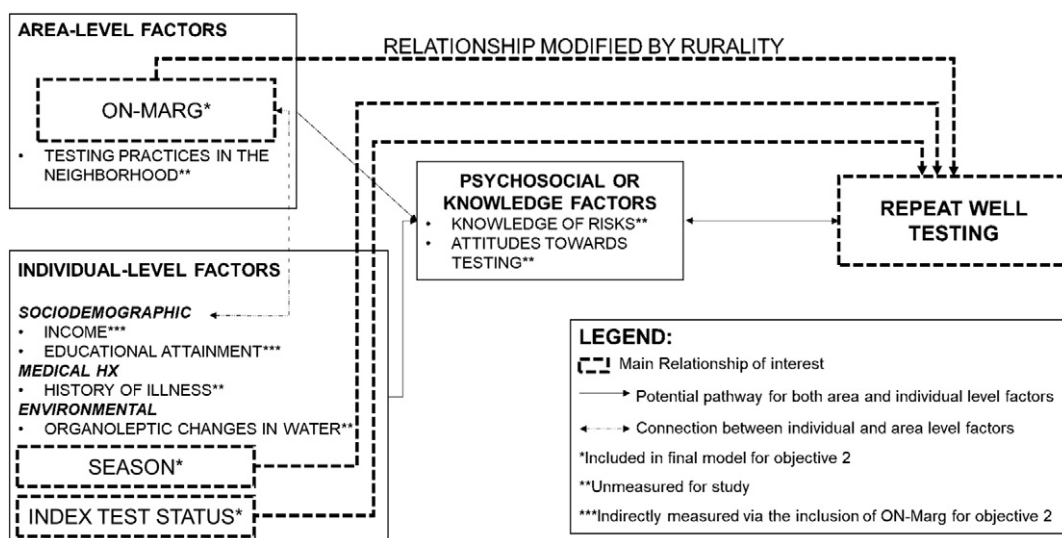 AREA-LEVEL FACTORS
ON-MARG*
• TESTING PRACTICES IN THE
NEIGHBORHOOD**
RELATIONSHIP MODIFIED BY RURALITY
PSYCHOSOCIAL OR
KNOWLEDGE FACTORS
• KNOWLEDGE OF RISKS**
• ATTITUDES TOWARDS
TESTING**
REPEAT WELL
TESTING
INDIVIDUAL-LEVEL FACTORS
SOCIODEMOGRAPHIC
• INCOME***
• EDUCATIONAL ATTAINMENT***
MEDICAL HX
• HISTORY OF ILLNESS**
ENVIRONMENTAL
• ORGANOLEPTIC CHANGES IN WATER**
SEASON*
INDEX TEST STATUS*
LEGEND:
Main Relationship of interest
Potential pathway for both area and individual level factors
Connection between individual and area level factors
*Included in final model for objective 2
**Unmeasured for study
***Indirectly measured via the inclusion of ON-Marg for objective 2